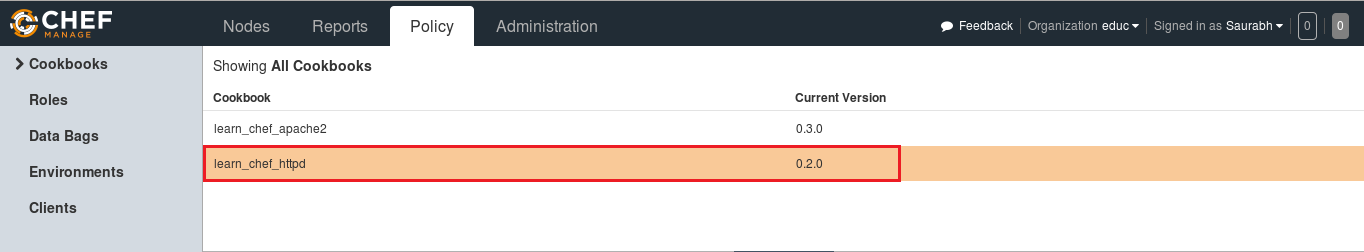 CHEF
MANAGE
Nodes Reports Policy Administration
Feedback Organization educ Signed in as Saurabh 0 0
Cookbooks
Roles
Data Bags
Environments
Clients
Showing All Cookbooks
Cookbook Current Version
learn_chef_apache2 0.3.0
learn_chef_httpd 0.2.0